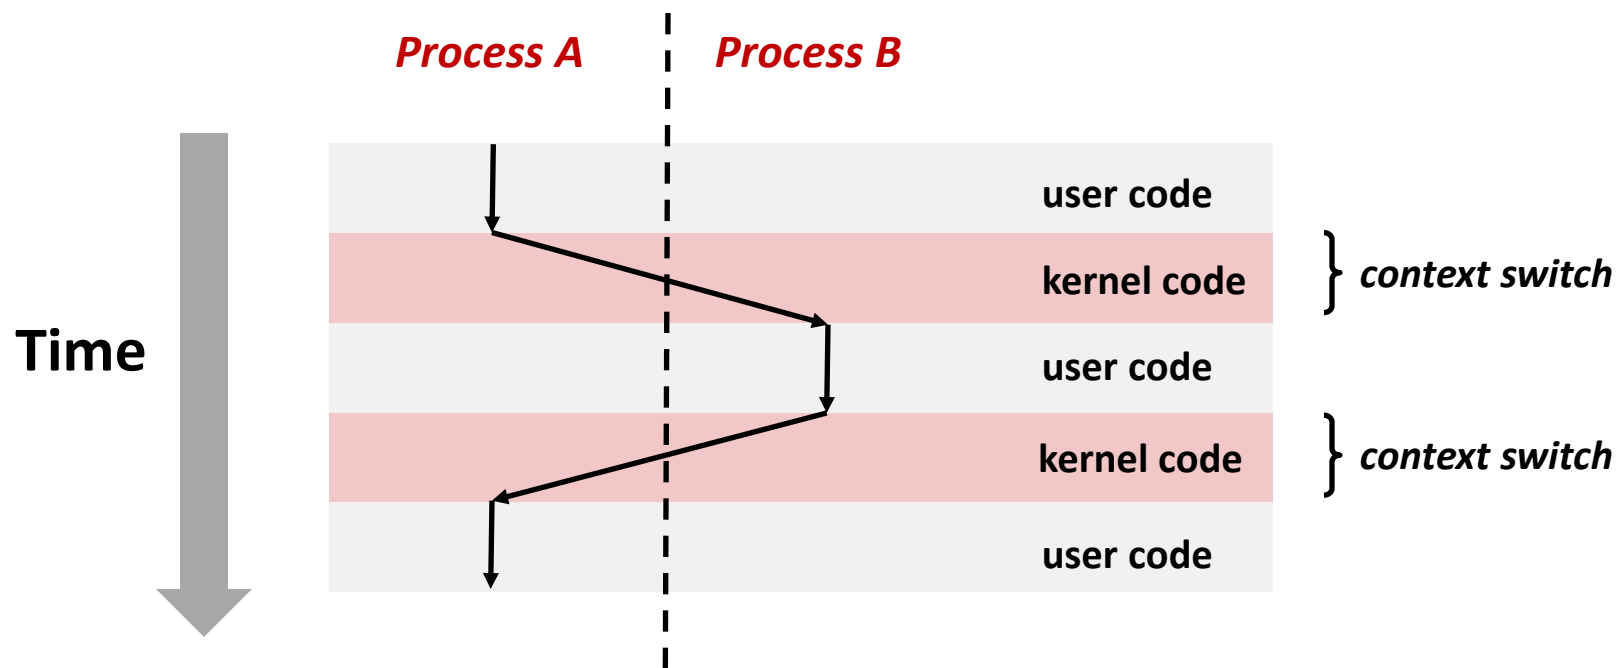 Process A
Process B
user code
kernel code
context switch
Time
user code
kernel code
context switch
user code